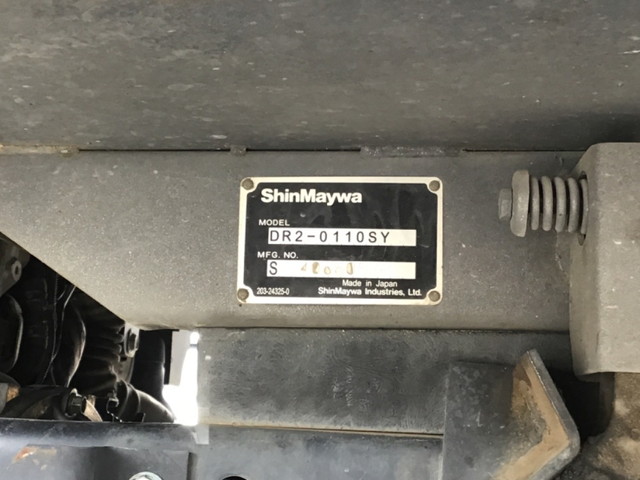 ShinMaywa
MODEL
DR2-0110SY
MFG. NO.
S
Made in Japan
203-24325-0 ShinMaywa Industries, Ltd.